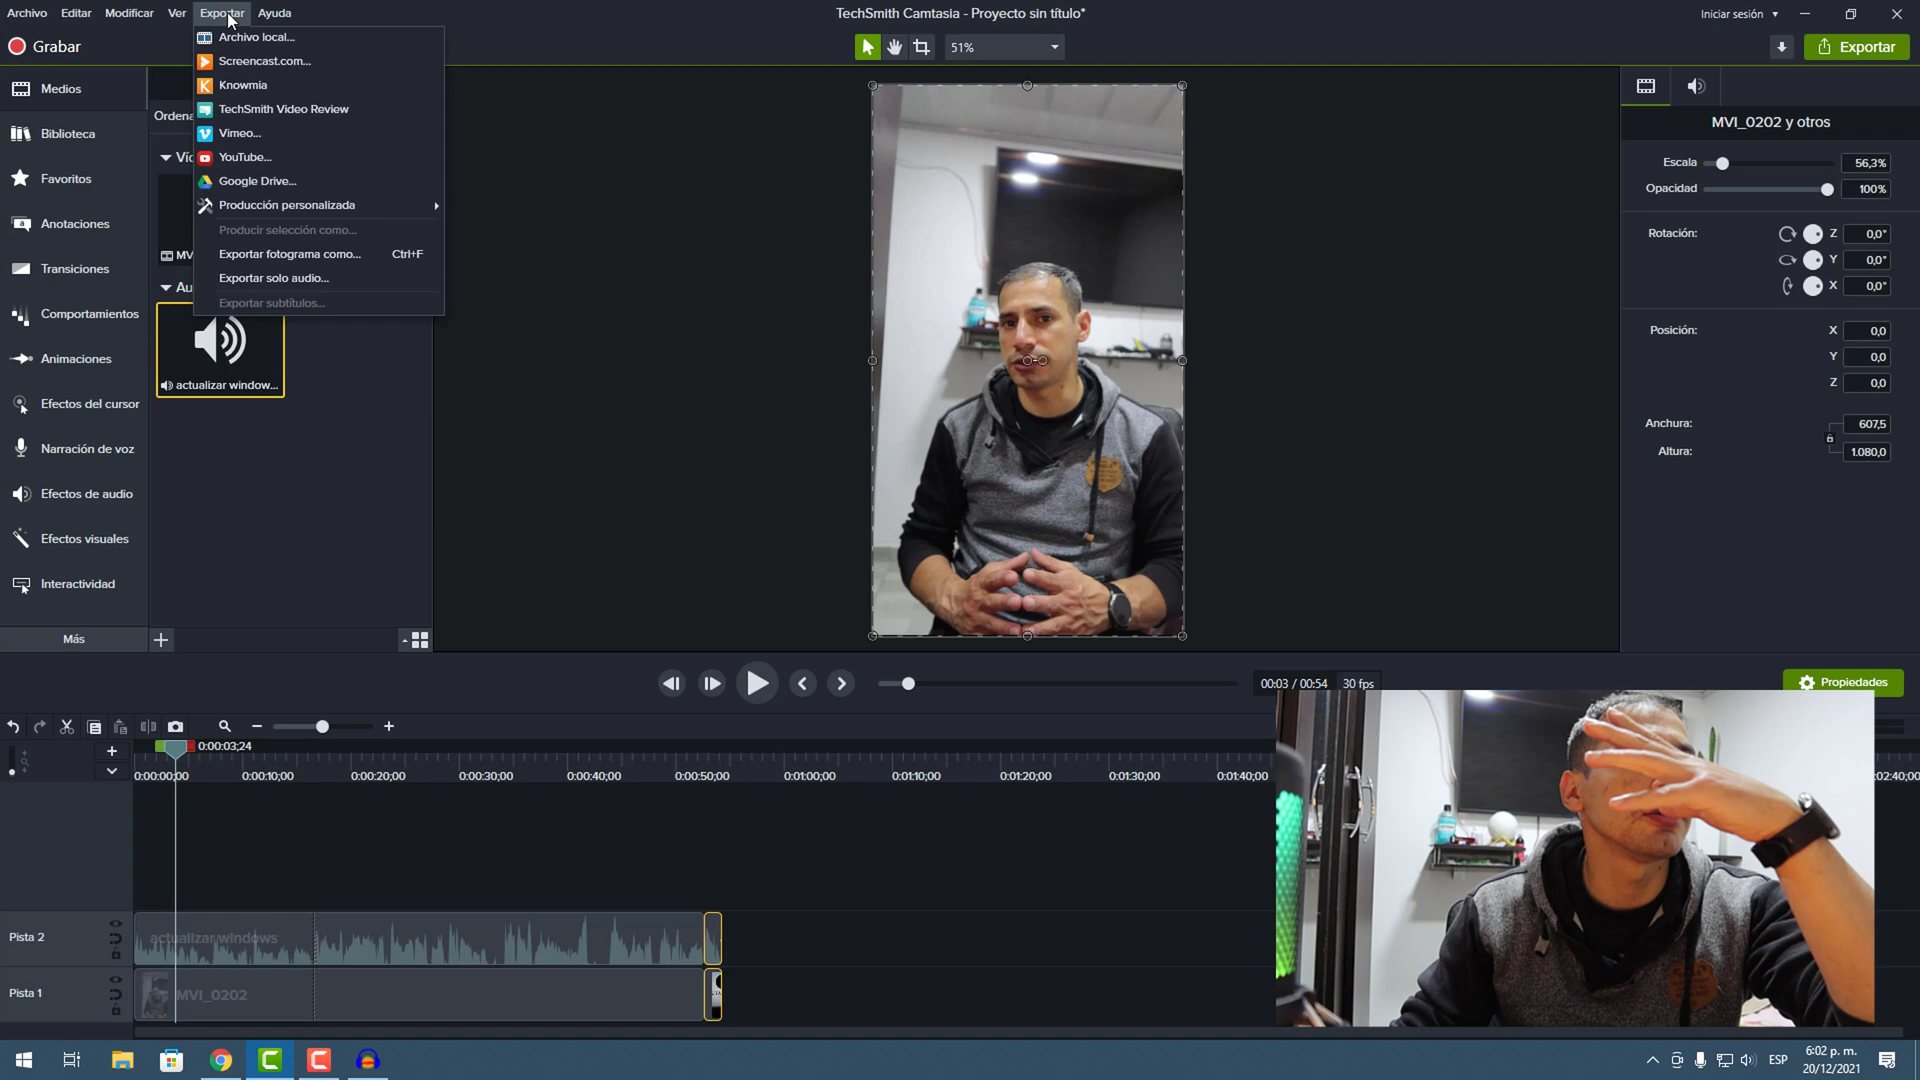 Archivo Editar Modificar Ver Exportar Ayuda
TechSmith Camtasia - Proyecto sin título*
Iniciar sesión
Grabar
51%
Exportar
Archivo local...
Screencast.com...
Knowmia
TechSmith Video Review
Vimeo...
YouTube...
Google Drive...
Producción personalizada
Producir selección como...
Exportar fotograma como... Ctrl+F
Exportar solo audio...
Exportar subtítulos...
Medios
Biblioteca
Favoritos
Anotaciones
Transiciones
Comportamientos
Animaciones
Efectos del cursor
Narración de voz
Efectos de audio
Efectos visuales
Interactividad
Más
Ordena
Víc
MV
Au
actualizar window...
MVI_0202 y otros
Escala 56,3%
Opacidad 100%
Rotación: Z 0,0°
Y 0,0°
X 0,0°
Posición: X 0,0
Y 0,0
Z 0,0
Anchura: 607,5
Altura: 1.080,0
00:03 / 00:54 30 fps
Propiedades
0:00:03;24
0:00:00;00 0:00:10;00 0:00:20;00 0:00:30;00 0:00:40;00 0:00:50;00 0:01:00;00 0:01:10;00 0:01:20;00 0:01:30;00 0:01:40;00 :02:40;00
Pista 2
actualizar windows
Pista 1
MVI_0202
ESP
6:02 p. m.
20/12/2021